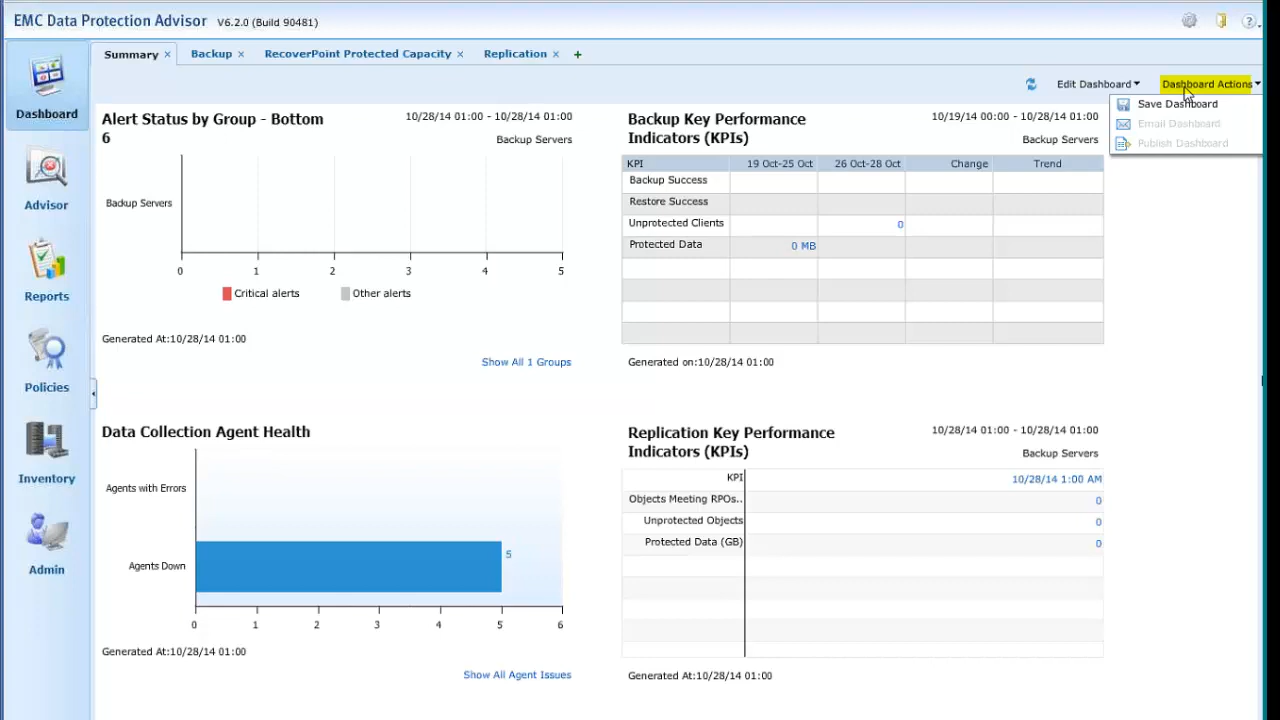 EMC Data Protection Advisor V6.2.0 (Build 90481)
Summary
Backup
RecoverPoint Protected Capacity
Replication
Edit Dashboard
Dashboard Actions
Save Dashboard
Email Dashboard
Publish Dashboard
Dashboard
Advisor
Reports
Policies
Inventory
Admin
Alert Status by Group - Bottom
6
10/28/14 01:00 - 10/28/14 01:00
Backup Servers
Backup Servers
0 1 2 3 4 5
Critical alerts Other alerts
Generated At:10/28/14 01:00
Show All 1 Groups
Backup Key Performance
Indicators (KPIs)
10/19/14 00:00 - 10/28/14 01:00
Backup Servers
KPI 19 Oct-25 Oct 26 Oct-28 Oct Change Trend
Backup Success
Restore Success
Unprotected Clients 0
Protected Data 0 MB
Generated on:10/28/14 01:00
Data Collection Agent Health
Agents with Errors
Agents Down 5
0 1 2 3 4 5 6
Generated At:10/28/14 01:00
Show All Agent Issues
Replication Key Performance
Indicators (KPIs)
10/28/14 01:00 - 10/28/14 01:00
Backup Servers
KPI 10/28/14 1:00 AM
Objects Meeting RPOs.. 0
Unprotected Objects 0
Protected Data (GB) 0
Generated At:10/28/14 01:00